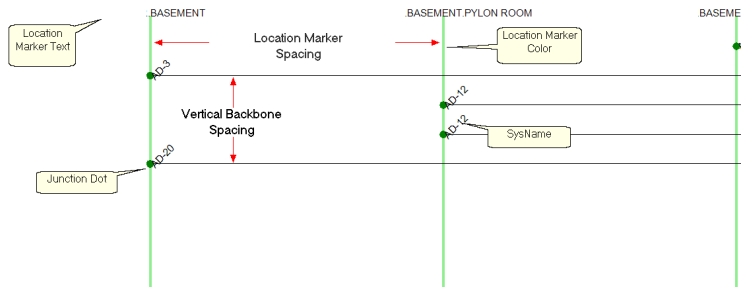 ..BASEMENT
.BASEMENT.PYLON ROOM
.BASEME
Location
Marker Text
Location Marker
Spacing
Location Marker
Color
AD-3
AD-12
Vertical Backbone
Spacing
AD-12
SysName
AD-20
Junction Dot